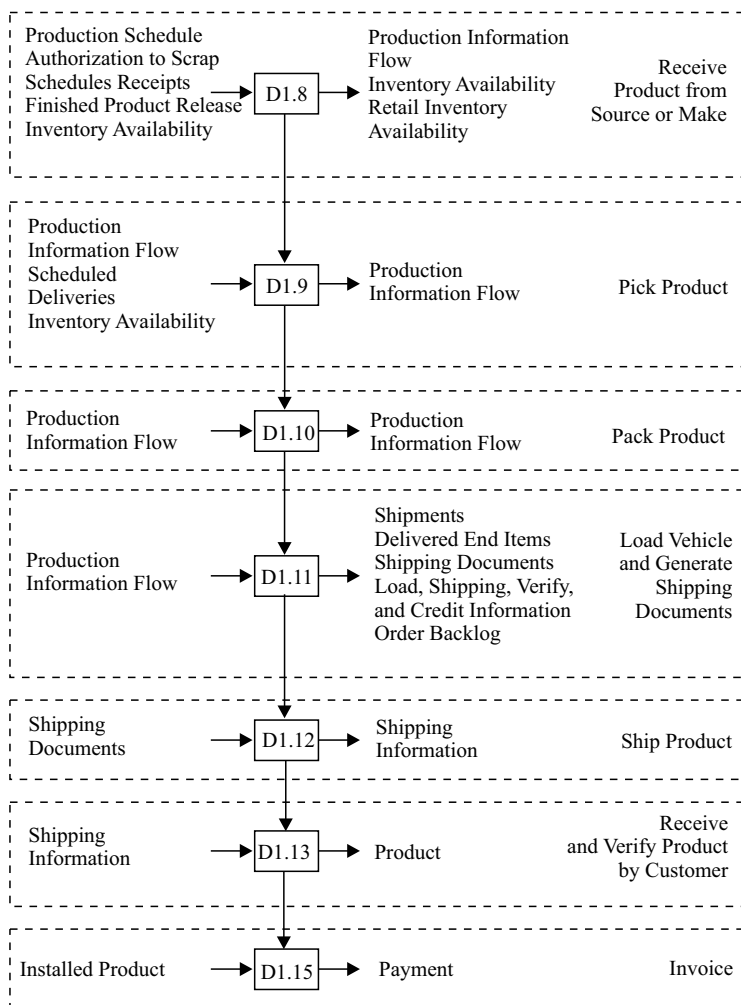 Production Schedule
Authorization to Scrap
Schedules Receipts
Finished Product Release
Inventory Availability
D1.8
Production Information
Flow
Inventory Availability
Retail Inventory
Availability
Receive
Product from
Source or Make
Production
Information Flow
Scheduled
Deliveries
Inventory Availability
D1.9
Production
Information Flow
Pick Product
Production
Information Flow
D1.10
Production
Information Flow
Pack Product
Production
Information Flow
D1.11
Shipments
Delivered End Items
Shipping Documents
Load, Shipping, Verify,
and Credit Information
Order Backlog
Load Vehicle
and Generate
Shipping
Documents
Shipping
Documents
D1.12
Shipping
Information
Ship Product
Shipping
Information
D1.13
Product
Receive
and Verify Product
by Customer
Installed Product
D1.15
Payment
Invoice